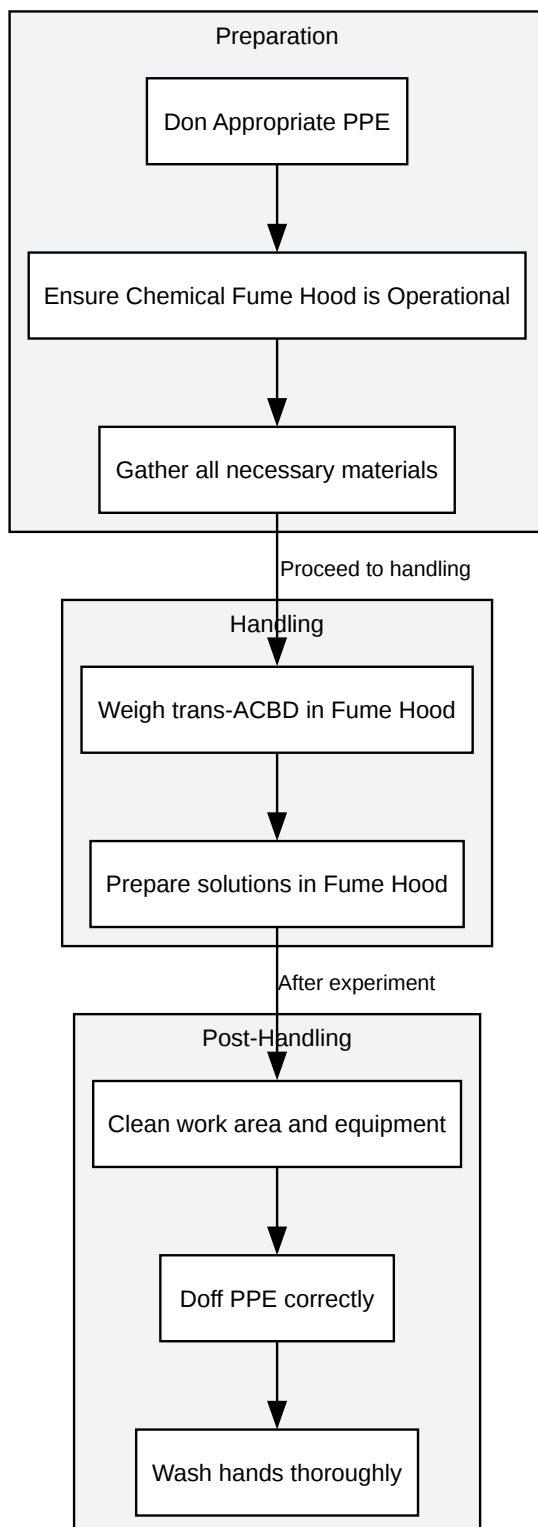 Preparation
Don Appropriate PPE
Ensure Chemical Fume Hood is Operational
Gather all necessary materials
Proceed to handling
Handling
Weigh trans-ACBD in Fume Hood
Prepare solutions in Fume Hood
After experiment
Post-Handling
Clean work area and equipment
Doff PPE correctly
Wash hands thoroughly